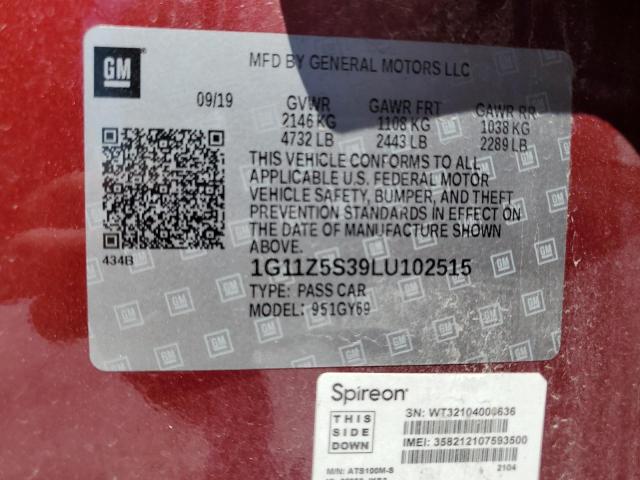 GM
MFD BY GENERAL MOTORS LLC
09/19 GVWR GAWR FRT GAWR RR
2146 KG 1108 KG 1038 KG
4732 LB 2443 LB 2289 LB
THIS VEHICLE CONFORMS TO ALL
APPLICABLE U.S. FEDERAL MOTOR
VEHICLE SAFETY, BUMPER, AND THEFT
PREVENTION STANDARDS IN EFFECT ON
THE DATE OF MANUFACTURE SHOWN
ABOVE.
434B
1G11Z5S39LU102515
TYPE: PASS CAR
MODEL: 951GY69
Spireon
THIS
SIDE
DOWN
SN: WT32104000636
IMEI: 358212107593500
M/N: ATS100M-S
2104